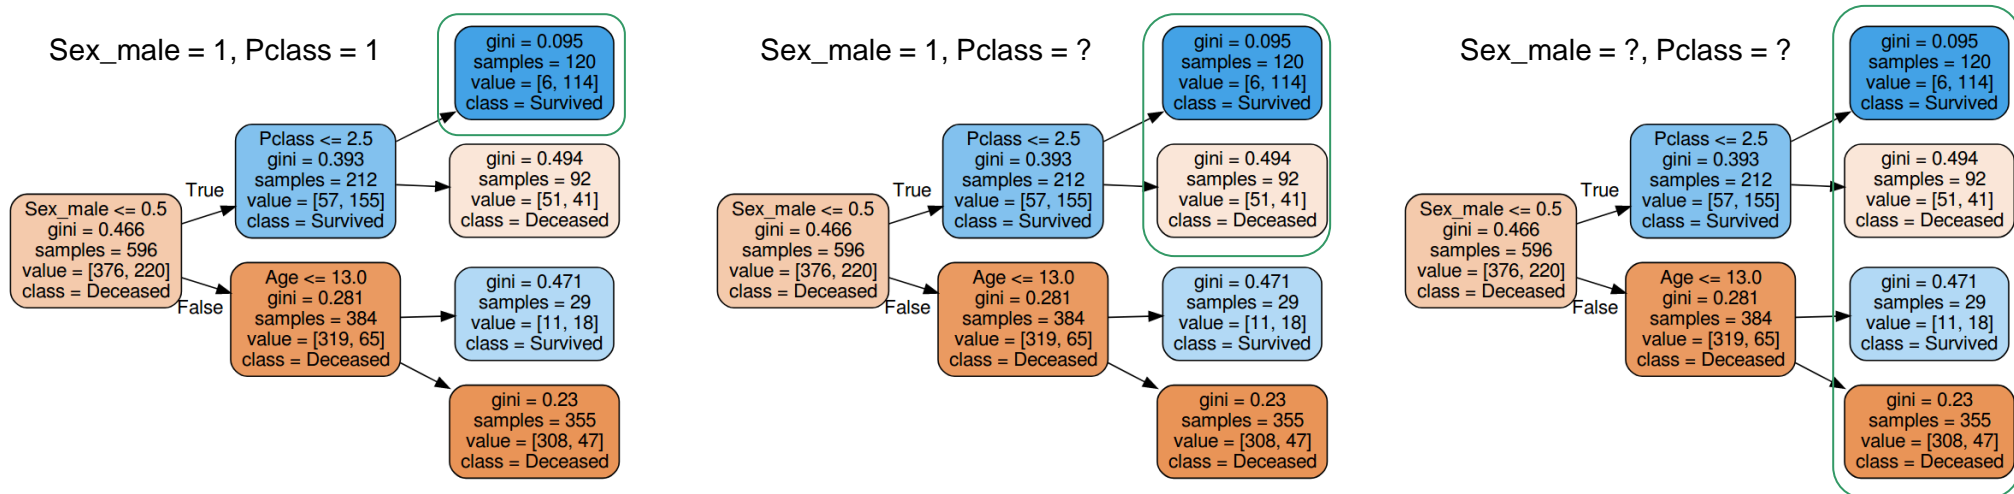 Sex_male = 1, Pclass = 1
gini = 0.095
samples = 120
value = [6, 114]
class = Survived
Pclass <= 2.5
gini = 0.393
samples = 212
value = [57, 155]
class = Survived
gini = 0.494
samples = 92
value = [51, 41]
class = Deceased
True
Sex_male <= 0.5
gini = 0.466
samples = 596
value = [376, 220]
class = Deceased
False
Age <= 13.0
gini = 0.281
samples = 384
value = [319, 65]
class = Deceased
gini = 0.471
samples = 29
value = [11, 18]
class = Survived
gini = 0.23
samples = 355
value = [308, 47]
class = Deceased
Sex_male = 1, Pclass = ?
gini = 0.095
samples = 120
value = [6, 114]
class = Survived
Pclass <= 2.5
gini = 0.393
samples = 212
value = [57, 155]
class = Survived
gini = 0.494
samples = 92
value = [51, 41]
class = Deceased
True
Sex_male <= 0.5
gini = 0.466
samples = 596
value = [376, 220]
class = Deceased
False
Age <= 13.0
gini = 0.281
samples = 384
value = [319, 65]
class = Deceased
gini = 0.471
samples = 29
value = [11, 18]
class = Survived
gini = 0.23
samples = 355
value = [308, 47]
class = Deceased
Sex_male = ?, Pclass = ?
gini = 0.095
samples = 120
value = [6, 114]
class = Survived
Pclass <= 2.5
gini = 0.393
samples = 212
value = [57, 155]
class = Survived
gini = 0.494
samples = 92
value = [51, 41]
class = Deceased
True
Sex_male <= 0.5
gini = 0.466
samples = 596
value = [376, 220]
class = Deceased
False
Age <= 13.0
gini = 0.281
samples = 384
value = [319, 65]
class = Deceased
gini = 0.471
samples = 29
value = [11, 18]
class = Survived
gini = 0.23
samples = 355
value = [308, 47]
class = Deceased